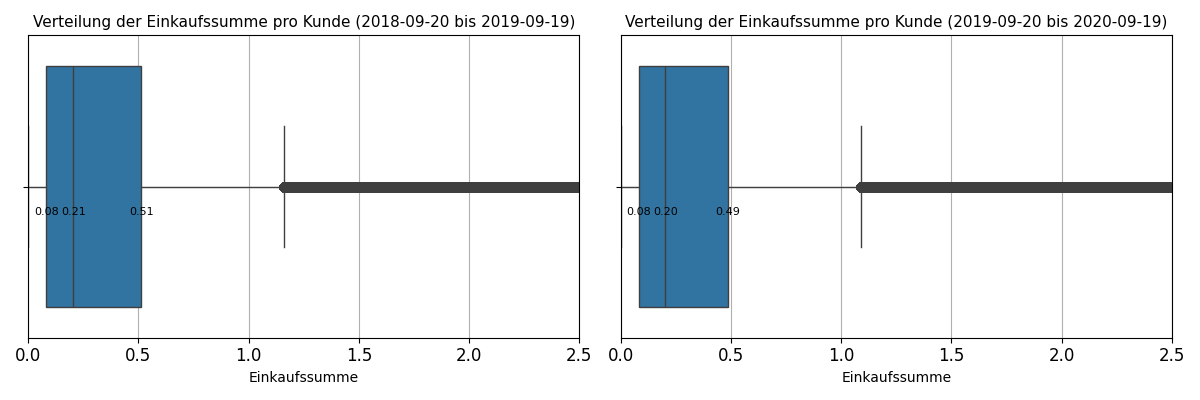 Verteilung der Einkaufssumme pro Kunde (2018-09-20 bis 2019-09-19)
0.08 0.21 0.51
0.0 0.5 1.0 1.5 2.0 2.5
Einkaufssumme
Verteilung der Einkaufssumme pro Kunde (2019-09-20 bis 2020-09-19)
0.08 0.20 0.49
0.0 0.5 1.0 1.5 2.0 2.5
Einkaufssumme